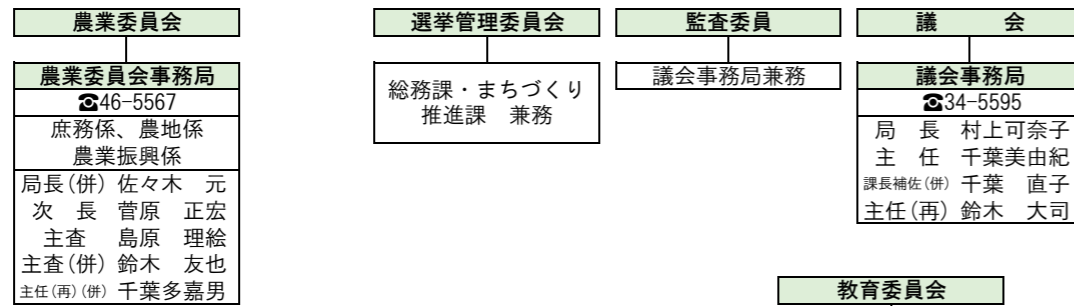 農業委員会
農業委員会事務局
☎46-5567
庶務係、農地係
農業振興係
局長(併) 佐々木　元
次　長　菅原　正宏
主査　島原　理絵
主査(併) 鈴木　友也
主任(再)(併) 千葉多嘉男
選挙管理委員会
総務課・まちづくり
推進課　兼務
監査委員
議会事務局兼務
議　　会
議会事務局
☎34-5595
局　長　村上可奈子
主　任　千葉美由紀
課長補佐(併) 千葉　直子
主任(再) 鈴木　大司
教育委員会